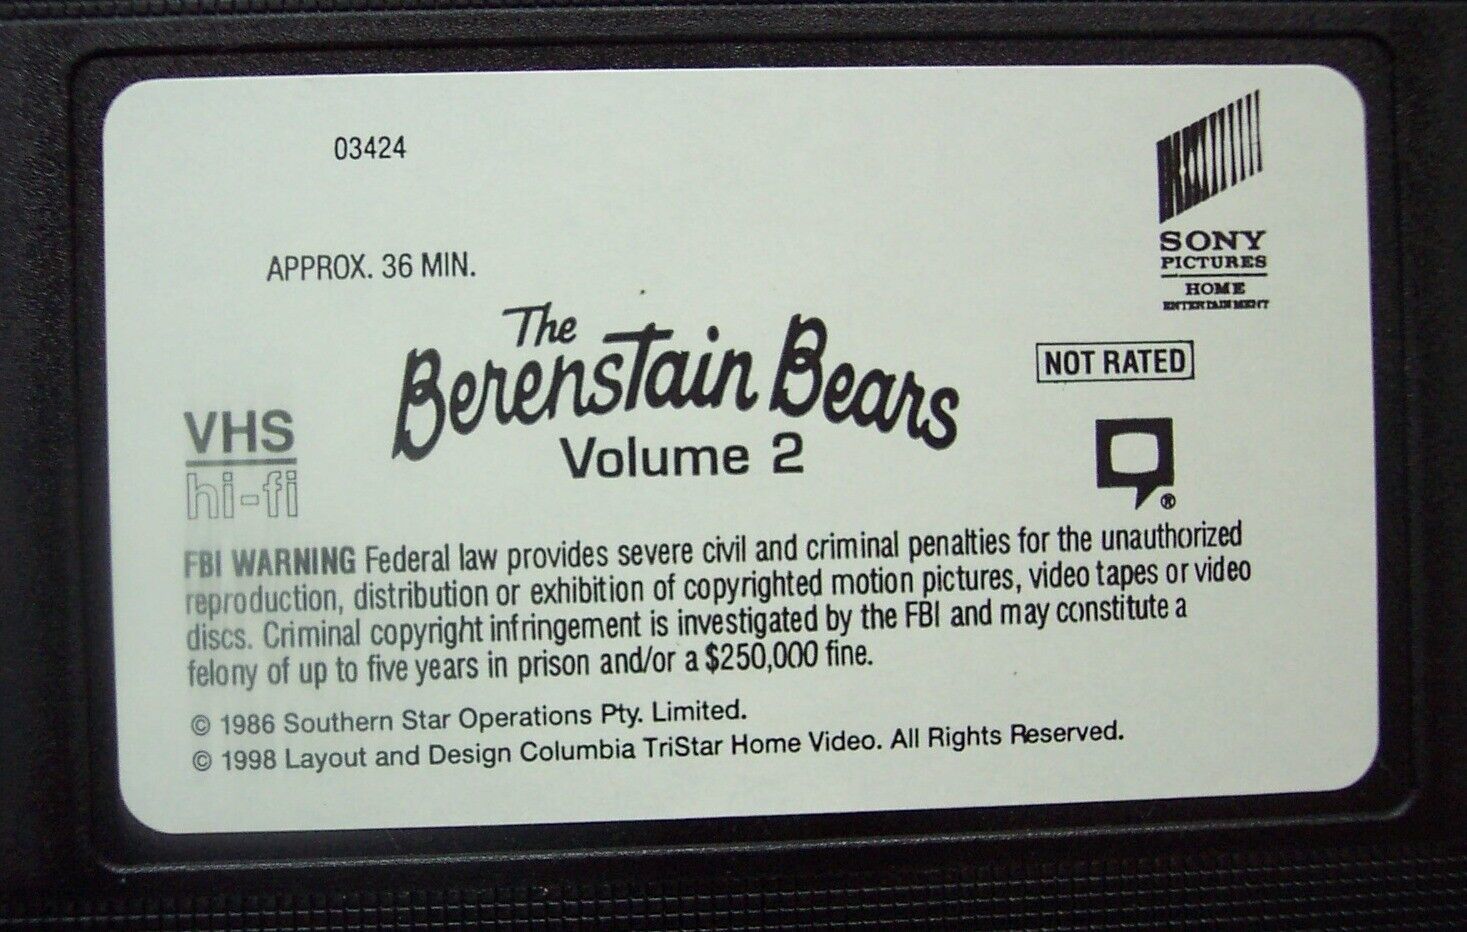 03424
SONY
PICTURES
HOME
ENTERTAINMENT
APPROX. 36 MIN.
The
Berenstain Bears
Volume 2
NOT RATED
VHS
hi-fi
®
FBI WARNING Federal law provides severe civil and criminal penalties for the unauthorized
reproduction, distribution or exhibition of copyrighted motion pictures, video tapes or video
discs. Criminal copyright infringement is investigated by the FBI and may constitute a
felony of up to five years in prison and/or a $250,000 fine.
© 1986 Southern Star Operations Pty. Limited.
© 1998 Layout and Design Columbia TriStar Home Video. All Rights Reserved.